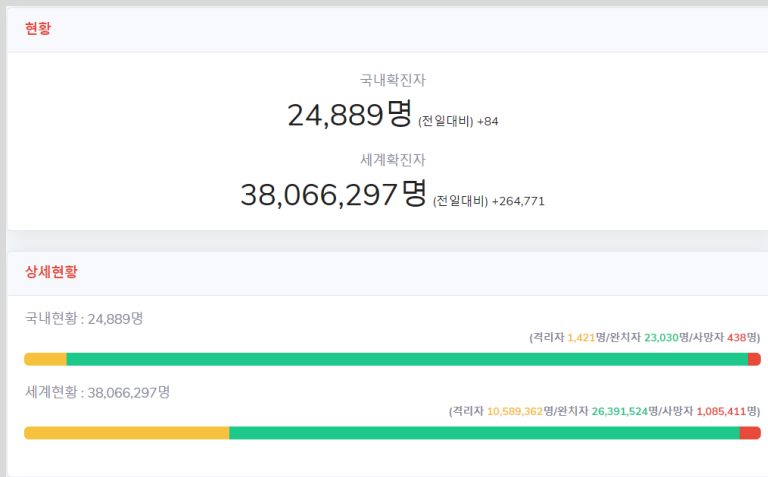 현황
국내확진자
24,889명 (전일대비) +84
세계확진자
38,066,297명 (전일대비) +264,771
상세현황
국내현황 : 24,889명
(격리자 1,421명/완치자 23,030명/사망자 438명)
세계현황 : 38,066,297명
(격리자 10,589,362명/완치자 26,391,524명/사망자 1,085,411명)